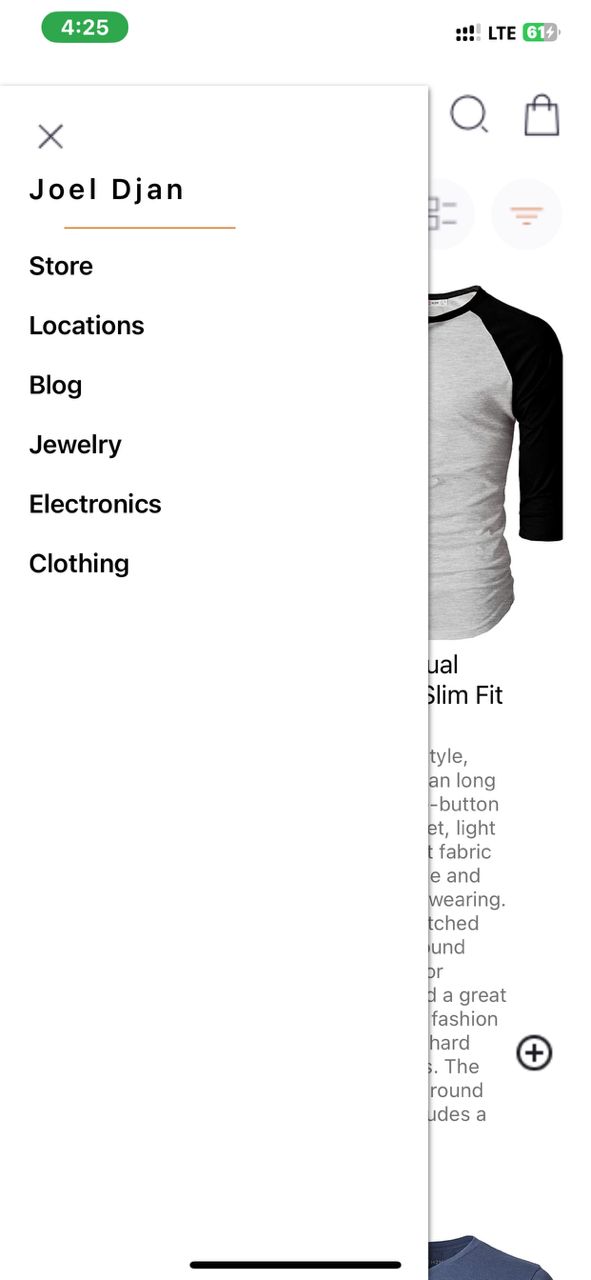 4:25
LTE 61
Joel Djan
Store
Locations
Blog
Jewelry
Electronics
Clothing
ual
Slim Fit
tyle,
an long
-button
et, light
t fabric
e and
wearing.
tched
ound
or
d a great
fashion
hard
s. The
round
udes a